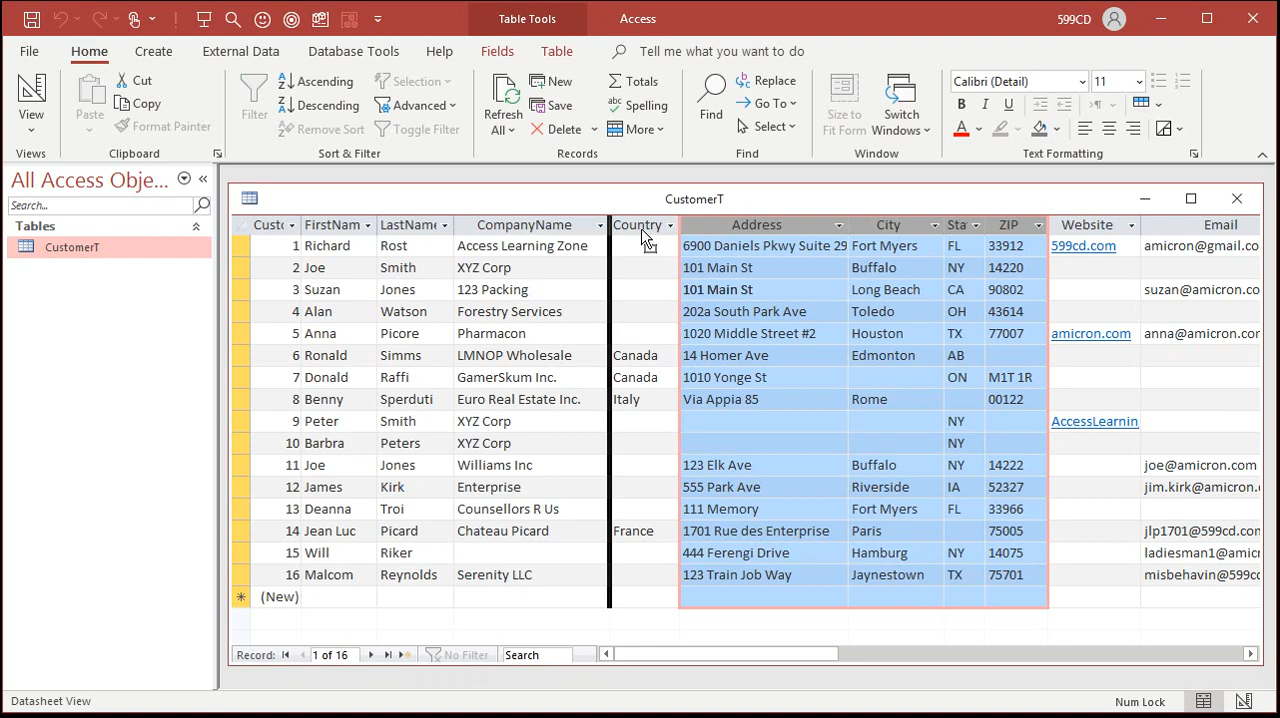 Table Tools
Access
599CD
File
Home
Create
External Data
Database Tools
Help
Fields
Table
Tell me what you want to do
View
Views
Paste
Cut
Copy
Format Painter
Clipboard
Filter
Ascending
Descending
Remove Sort
Selection
Advanced
Toggle Filter
Sort & Filter
Refresh
All
New
Save
Delete
Totals
Spelling
More
Records
Find
Replace
Go To
Select
Find
Size to
Fit Form
Switch
Windows
Window
Calibri (Detail)
11
B I U
Text Formatting
All Access Obje...
Search...
Tables
CustomerT
CustomerT
Custo FirstNam LastName CompanyName Country Address City Sta ZIP Website Email
1 Richard Rost Access Learning Zone 6900 Daniels Pkwy Suite 29 Fort Myers FL 33912 599cd.com amicron@gmail.co
2 Joe Smith XYZ Corp 101 Main St Buffalo NY 14220
3 Suzan Jones 123 Packing 101 Main St Long Beach CA 90802 suzan@amicron.com
4 Alan Watson Forestry Services 202a South Park Ave Toledo OH 43614
5 Anna Picore Pharmacon 1020 Middle Street #2 Houston TX 77007 amicron.com anna@amicron.com
6 Ronald Simms LMNOP Wholesale Canada 14 Homer Ave Edmonton AB
7 Donald Raffi GamerSkum Inc. Canada 1010 Yonge St ON M1T 1R
8 Benny Sperduti Euro Real Estate Inc. Italy Via Appia 85 Rome 00122
9 Peter Smith XYZ Corp NY AccessLearnin
10 Barbra Peters XYZ Corp NY
11 Joe Jones Williams Inc 123 Elk Ave Buffalo NY 14222 joe@amicron.com
12 James Kirk Enterprise 555 Park Ave Riverside IA 52327 jim.kirk@amicron.
13 Deanna Troi Counsellors R Us 111 Memory Fort Myers FL 33966
14 Jean Luc Picard Chateau Picard France 1701 Rue des Enterprise Paris 75005 jlp1701@599cd.co
15 Will Riker 444 Ferengi Drive Hamburg NY 14075 ladiesman1@amicr
16 Malcom Reynolds Serenity LLC 123 Train Job Way Jaynestown TX 75701 misbehavin@599c
(New)
Record: 1 of 16 No Filter Search
Datasheet View
Num Lock